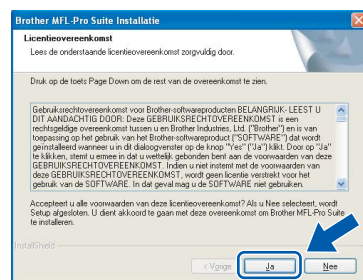 Brother MFL-Pro Suite Installatie
Licentieovereenkomst
Lees de onderstaande licentieovereenkomst zorgvuldig door.
Druk op de toets Page Down om de rest van de overeenkomst te zien.
Gebruiksrechtovereenkomst voor Brother-softwareproducten BELANGRIJK- LEEST U
DIT AANDACHTIG DOOR: Deze GEBRUIKSRECHTOVEREENKOMST is een
rechtsgeldige overeenkomst tussen u en Brother Industries, Ltd. ("Brother") en is van
toepassing op het gebruik van het Brother-softwareproduct ("SOFTWARE") dat wordt
geïnstalleerd wanneer u in dit dialoogvenster op de knop "Yes" ("Ja") klikt. Door op "Ja"
te klikken, stemt u ermee in dat u wettelijk gebonden bent aan de voorwaarden van deze
GEBRUIKSRECHTOVEREENKOMST. Indien u niet instemt met de voorwaarden van
deze GEBRUIKSRECHTOVEREENKOMST, wordt geen licentie verstrekt voor het
gebruik van de SOFTWARE. In dat geval mag u de SOFTWARE niet gebruiken.
Accepteert u alle voorwaarden van deze licentieovereenkomst? Als u Nee selecteert, wordt
Setup afgesloten. U dient akkoord te gaan met deze overeenkomst om Brother MFL-Pro Suite
te installeren.
InstallShield
< Vorige
Ja
Nee